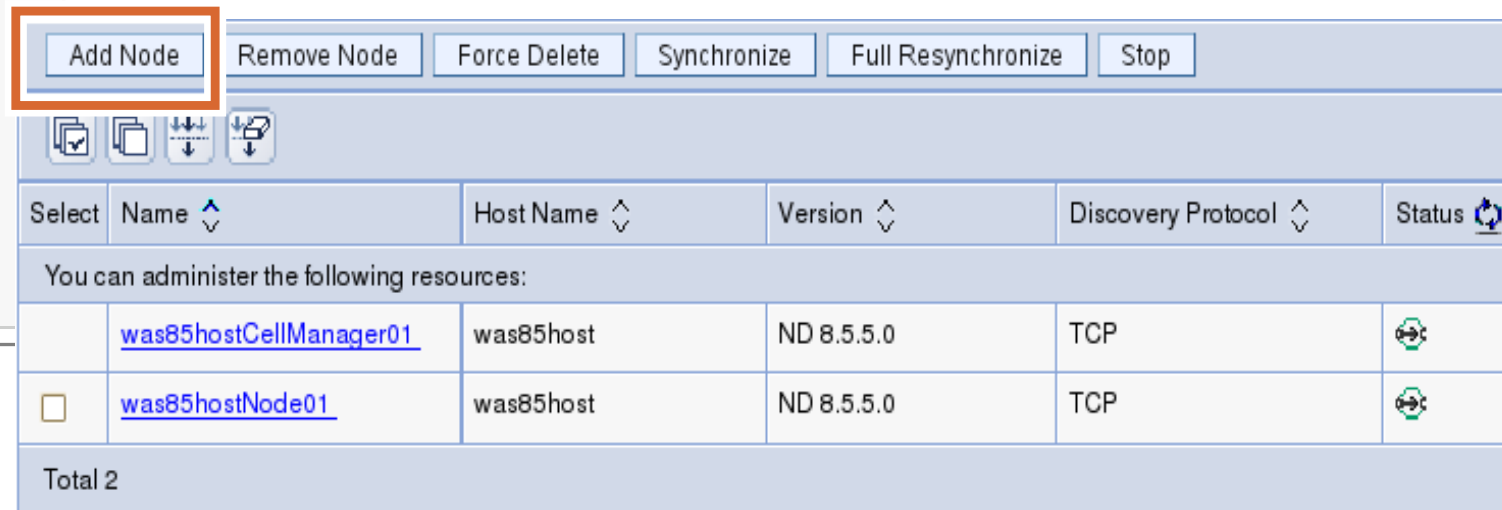 Add Node Remove Node Force Delete Synchronize Full Resynchronize Stop
Select Name Host Name Version Discovery Protocol Status
You can administer the following resources:
was85hostCellManager01 was85host ND 8.5.5.0 TCP
was85hostNode01 was85host ND 8.5.5.0 TCP
Total 2